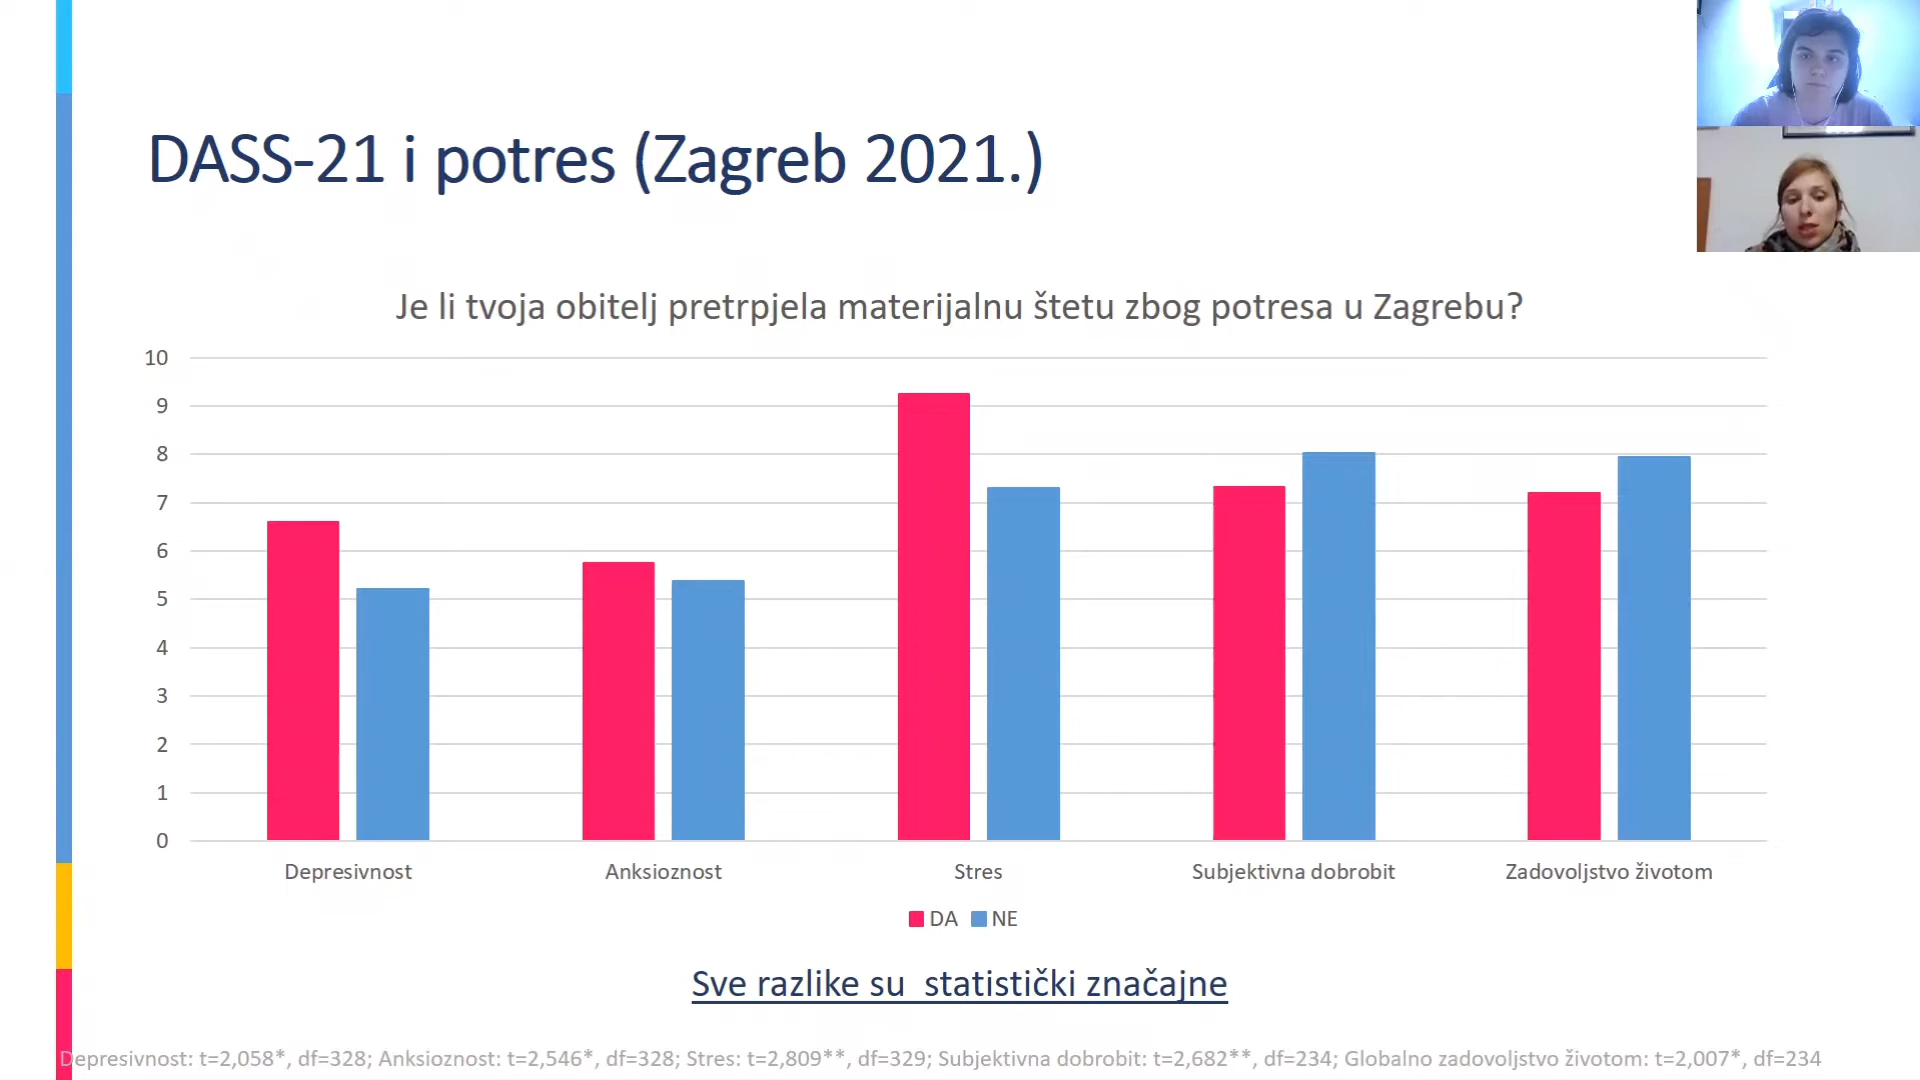 DASS-21 i potres (Zagreb 2021.)
Je li tvoja obitelj pretrpjela materijalnu štetu zbog potresa u Zagrebu?
10
9
8
7
6
5
4
3
2
1
0
Depresivnost Anksioznost Stres Subjektivna dobrobit Zadovoljstvo životom
DA NE
Sve razlike su  statistički značajne
Depresivnost: t=2,058*, df=328; Anksioznost: t=2,546*, df=328; Stres: t=2,809**, df=329; Subjektivna dobrobit: t=2,682**, df=234; Globalno zadovoljstvo životom: t=2,007*, df=234